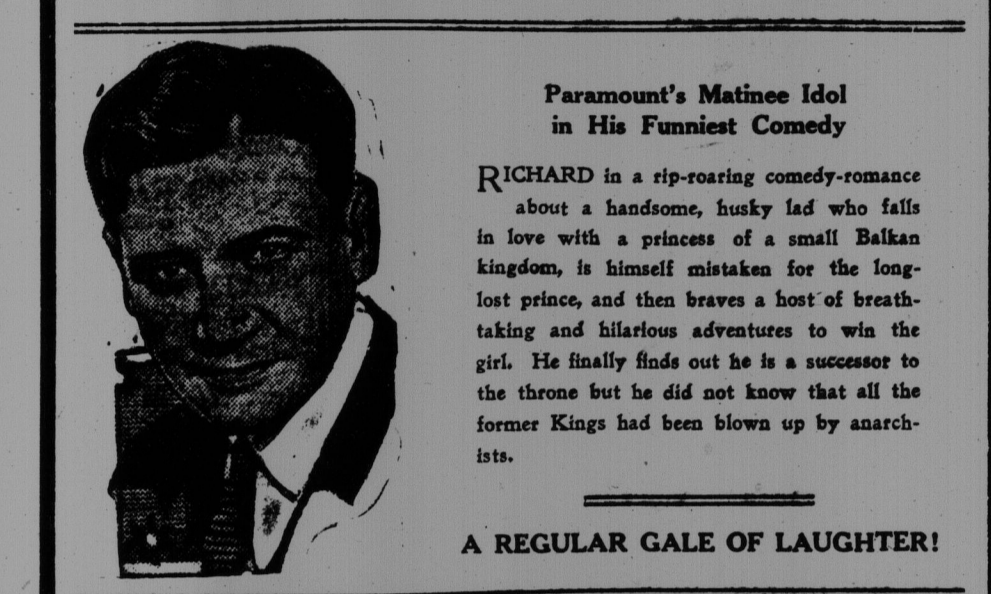 Paramount's Matinee Idol
in His Funniest Comedy
RICHARD in a rip-roaring comedy-romance
about a handsome, husky lad who falls
in love with a princess of a small Balkan
kingdom, is himself mistaken for the long-
lost prince, and then braves a host of breath-
taking and hilarious adventures to win the
girl. He finally finds out he is a successor to
the throne but he did not know that all the
former Kings had been blown up by anarch-
ists.
A REGULAR GALE OF LAUGHTER!